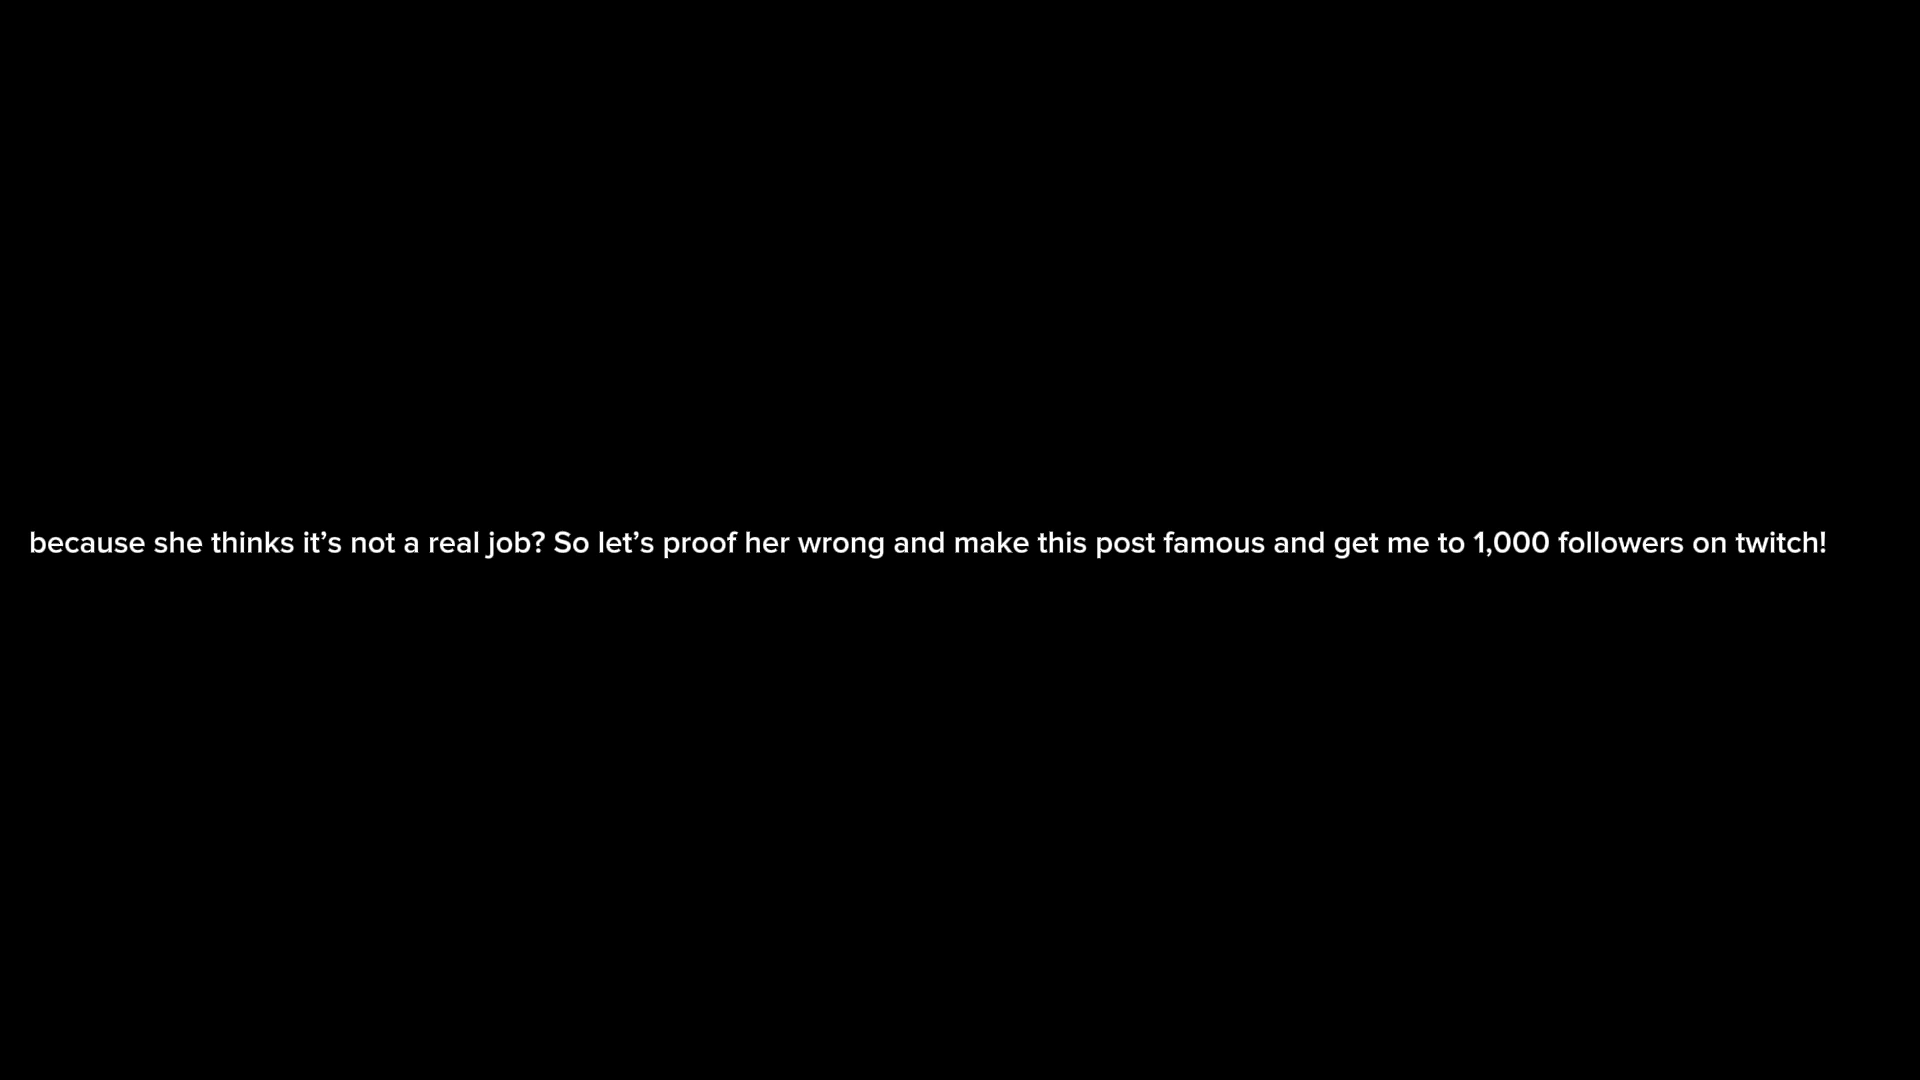 because she thinks it’s not a real job? So let’s proof her wrong and make this post famous and get me to 1,000 followers on twitch!